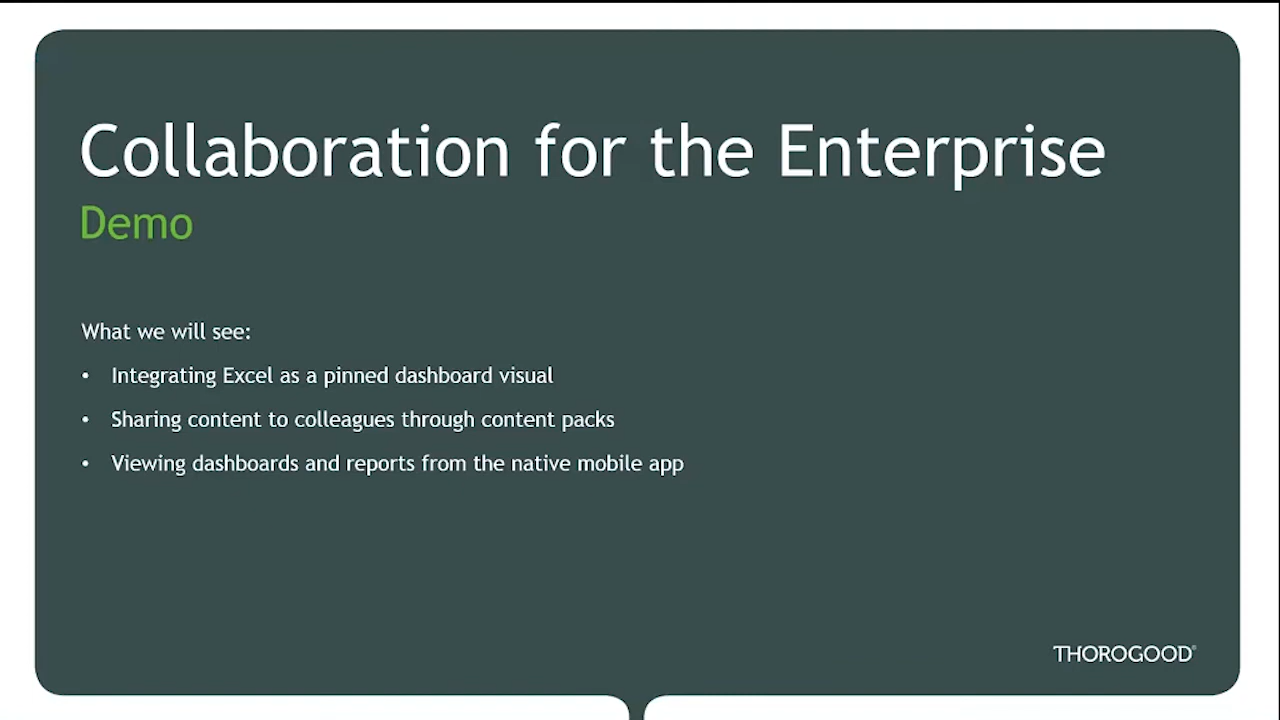 Collaboration for the Enterprise
Demo
What we will see:
• Integrating Excel as a pinned dashboard visual
• Sharing content to colleagues through content packs
• Viewing dashboards and reports from the native mobile app
THOROGOOD®